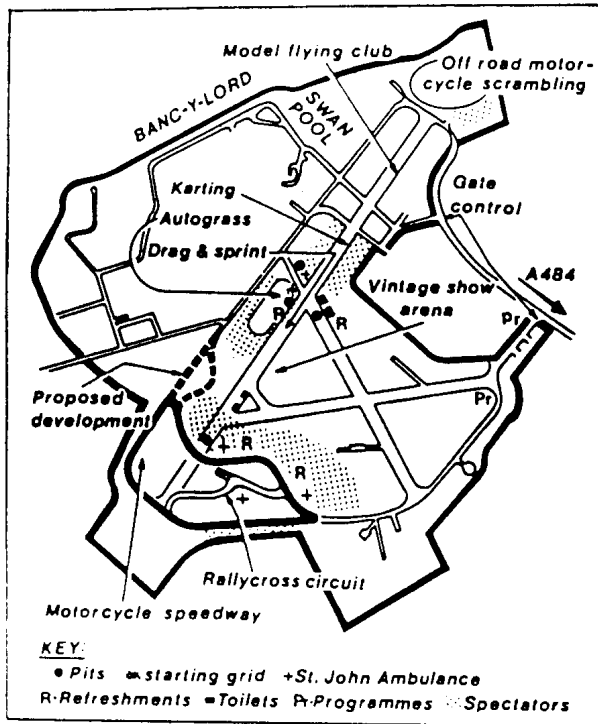 Model flying club
Off road motor-
cycle scrambling
BANC-Y-LORD
SWAN
POOL
Karting
Gate
control
Autograss
Drag & sprint
A484
Vintage show
arena
Pr
R
R
Proposed
development
Pr
R
R
Rallycross circuit
Motorcycle speedway
KEY:
Pits starting grid +St. John Ambulance
R-Refreshments Toilets Pr-Programmes Spectators